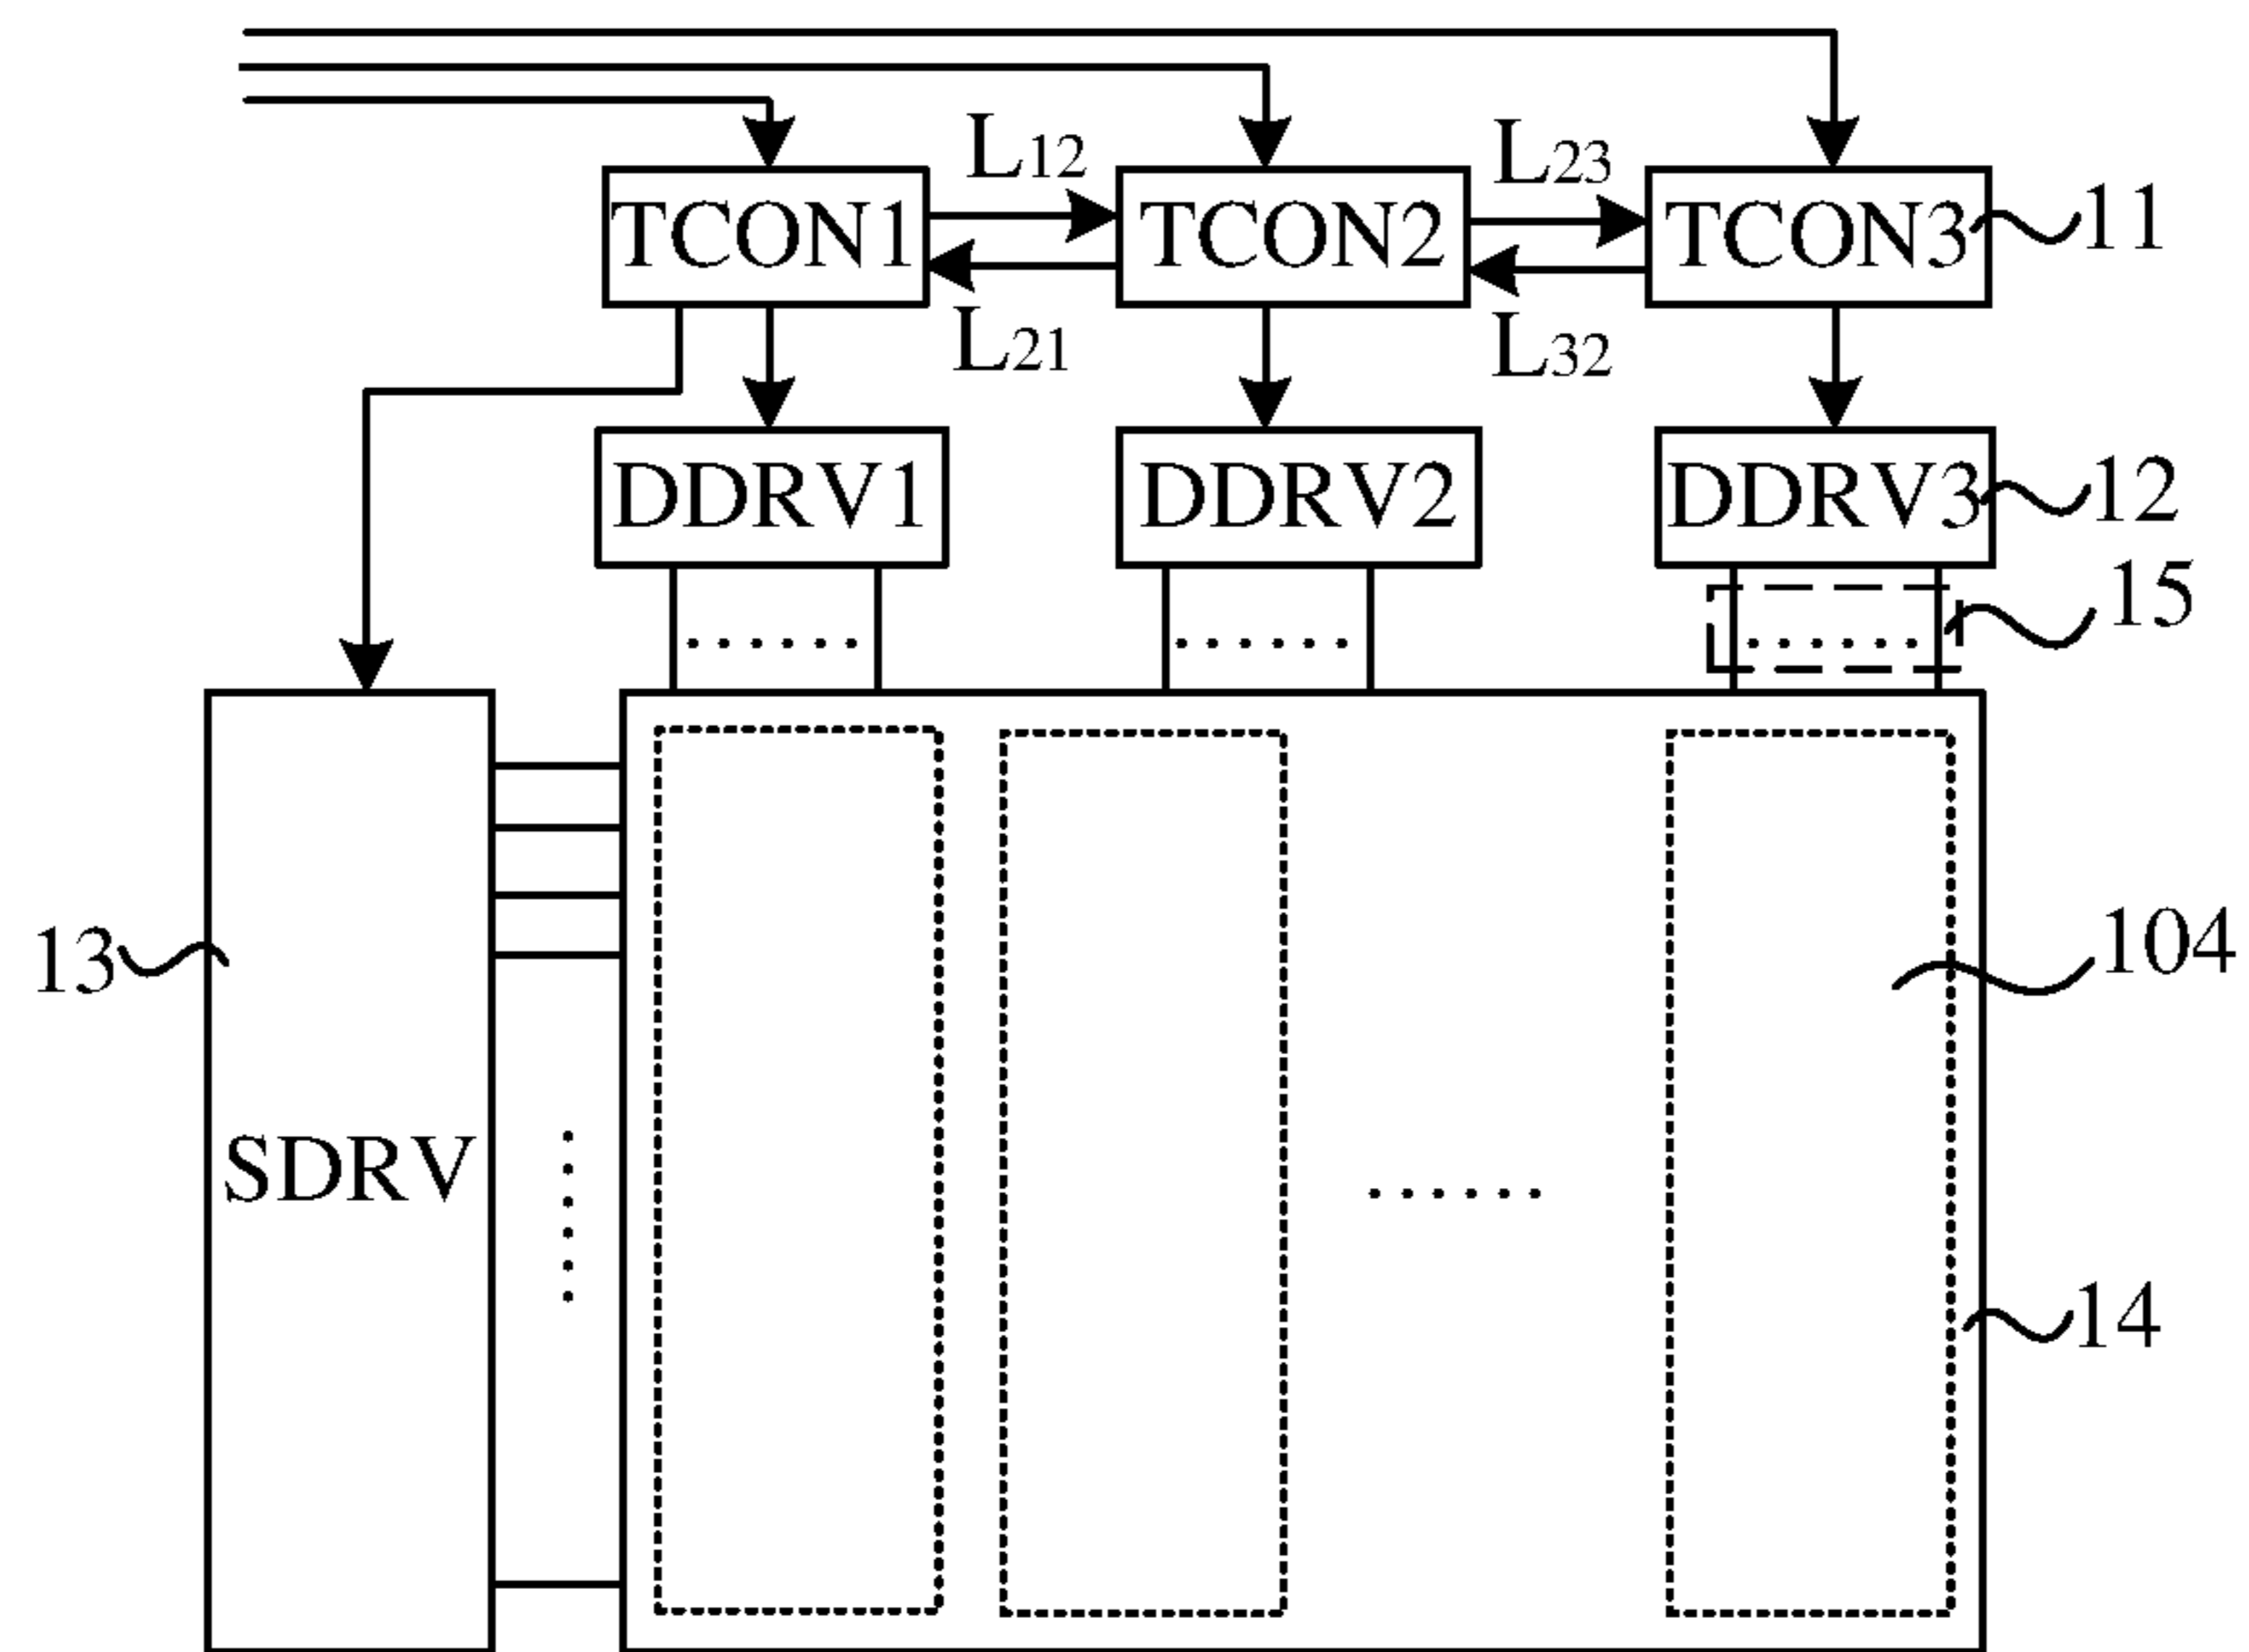 L12
L23
TCON1
TCON2
TCON3
11
L21
L32
DDRV1
DDRV2
DDRV3
12
15
13
104
SDRV
14